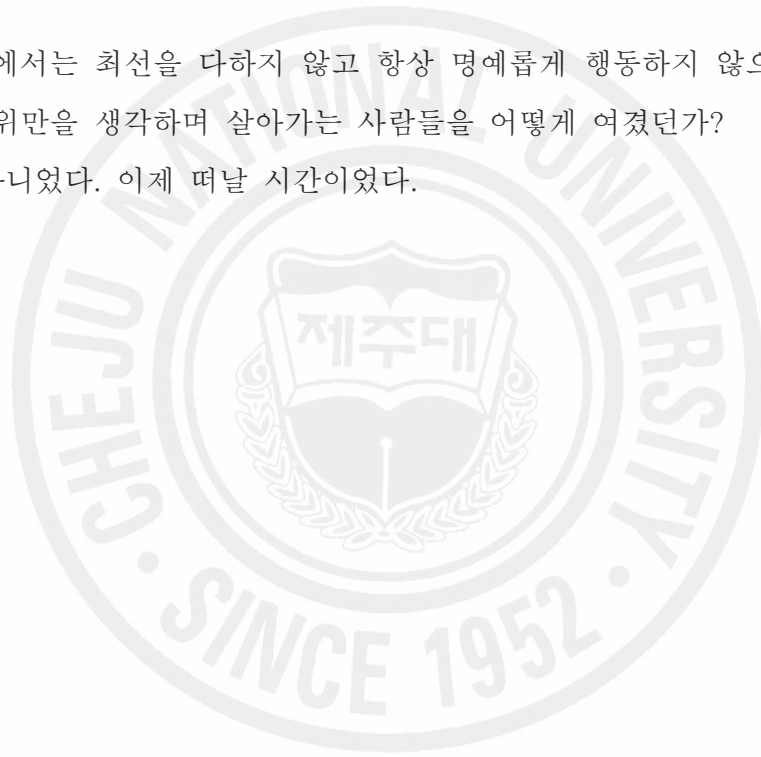 에서는 최선을 다하지 않고 항상 명예롭게 행동하지 않으
위만을 생각하며 살아가는 사람들을 어떻게 여겼던가?
니었다. 이제 떠날 시간이었다.
CHEJU NATIONAL UNIVERSITY
제주대
SINCE 1952